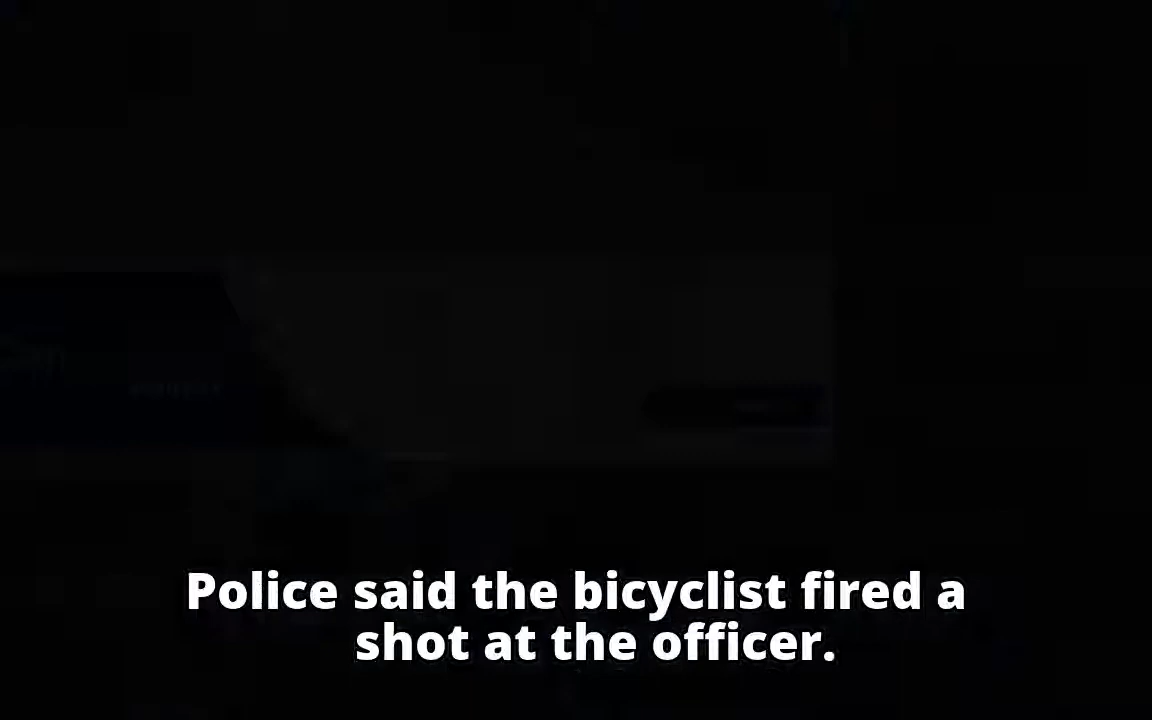 Police said the bicyclist fired a
shot at the officer.